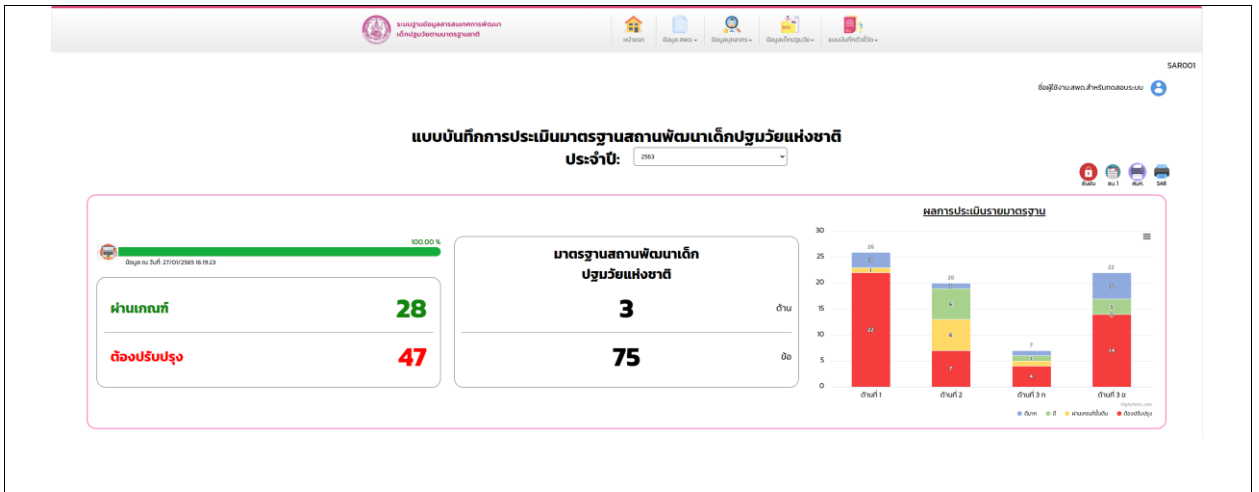 ระบบฐานข้อมูลสารสนเทศการพัฒนา
เด็กปฐมวัยตามมาตรฐานชาติ
หน้าแรก
ข้อมูล สพด.
ข้อมูลบุคลากร
ข้อมูลเด็กปฐมวัย
แบบบันทึกตัวชี้วัด
SAR001
ชื่อผู้ใช้งาน:สพด.สำหรับทดสอบระบบ
แบบบันทึกการประเมินมาตรฐานสถานพัฒนาเด็กปฐมวัยแห่งชาติ
ประจำปี: 2563
SAR
ผลการประเมินรายมาตรฐาน
100.00 %
ข้อมูล ณ วันที่: 27/01/2565 16:19:23
ผ่านเกณฑ์ 28
ต้องปรับปรุง 47
มาตรฐานสถานพัฒนาเด็ก
ปฐมวัยแห่งชาติ
3 ด้าน
75 ข้อ
30
25
20
15
10
5
0
26
3
1
22
20
1
6
6
7
7
1
4
22
5
3
14
ด้านที่ 1
ด้านที่ 2
ด้านที่ 3 ก
ด้านที่ 3 ข
Highcharts.com
ดีมาก
ดี
ผ่านเกณฑ์ขั้นต้น
ต้องปรับปรุง